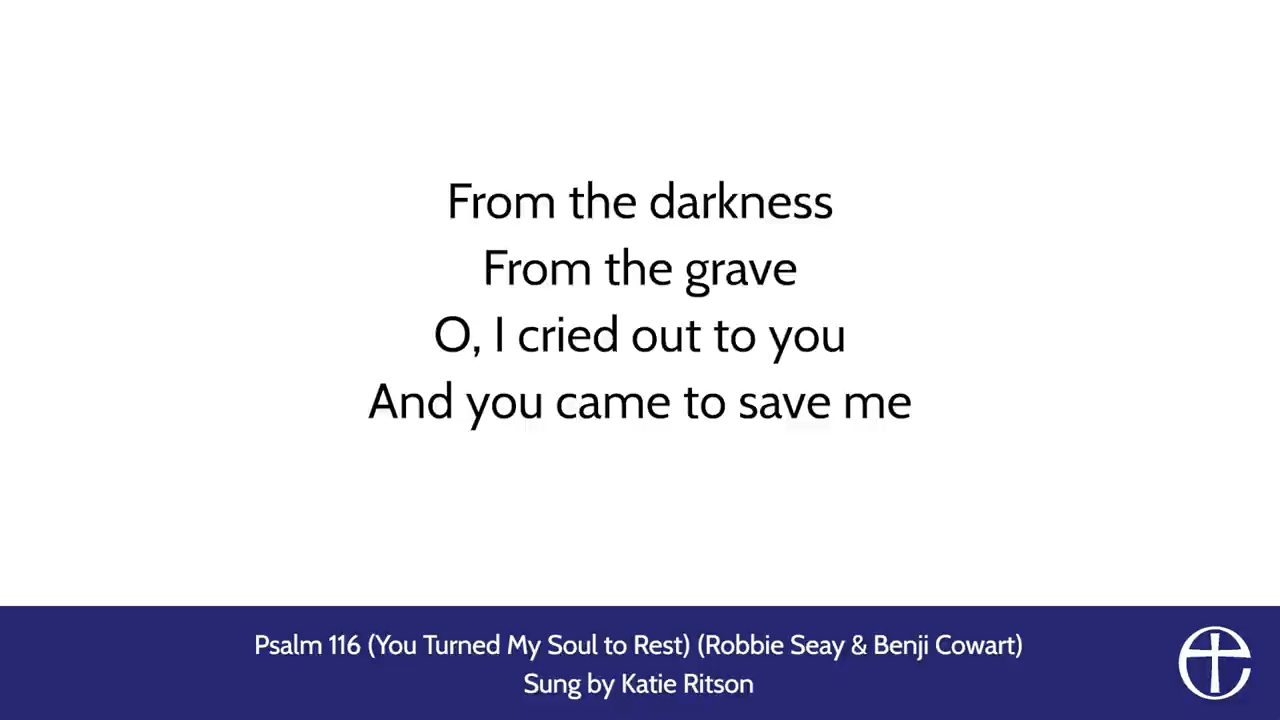 From the darkness
From the grave
O, I cried out to you
And you came to save me
Psalm 116 (You Turned My Soul to Rest) (Robbie Seay & Benji Cowart)
Sung by Katie Ritson